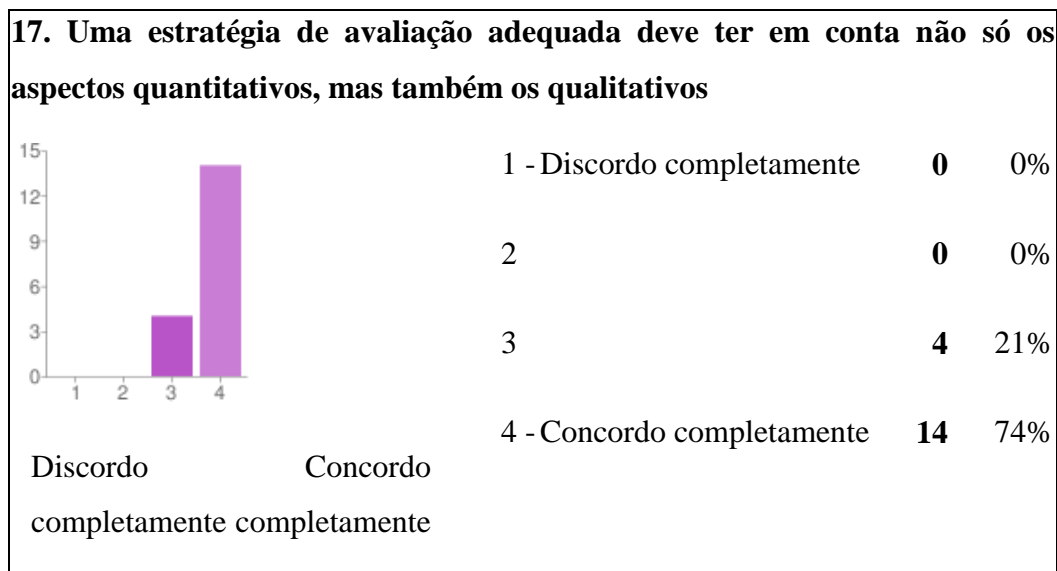 17. Uma estratégia de avaliação adequada deve ter em conta não só os
aspectos quantitativos, mas também os qualitativos
15
12
9
6
3
0
1 2 3 4
Discordo Concordo
completamente completamente
1 - Discordo completamente 0 0%
2 0 0%
3 4 21%
4 - Concordo completamente 14 74%